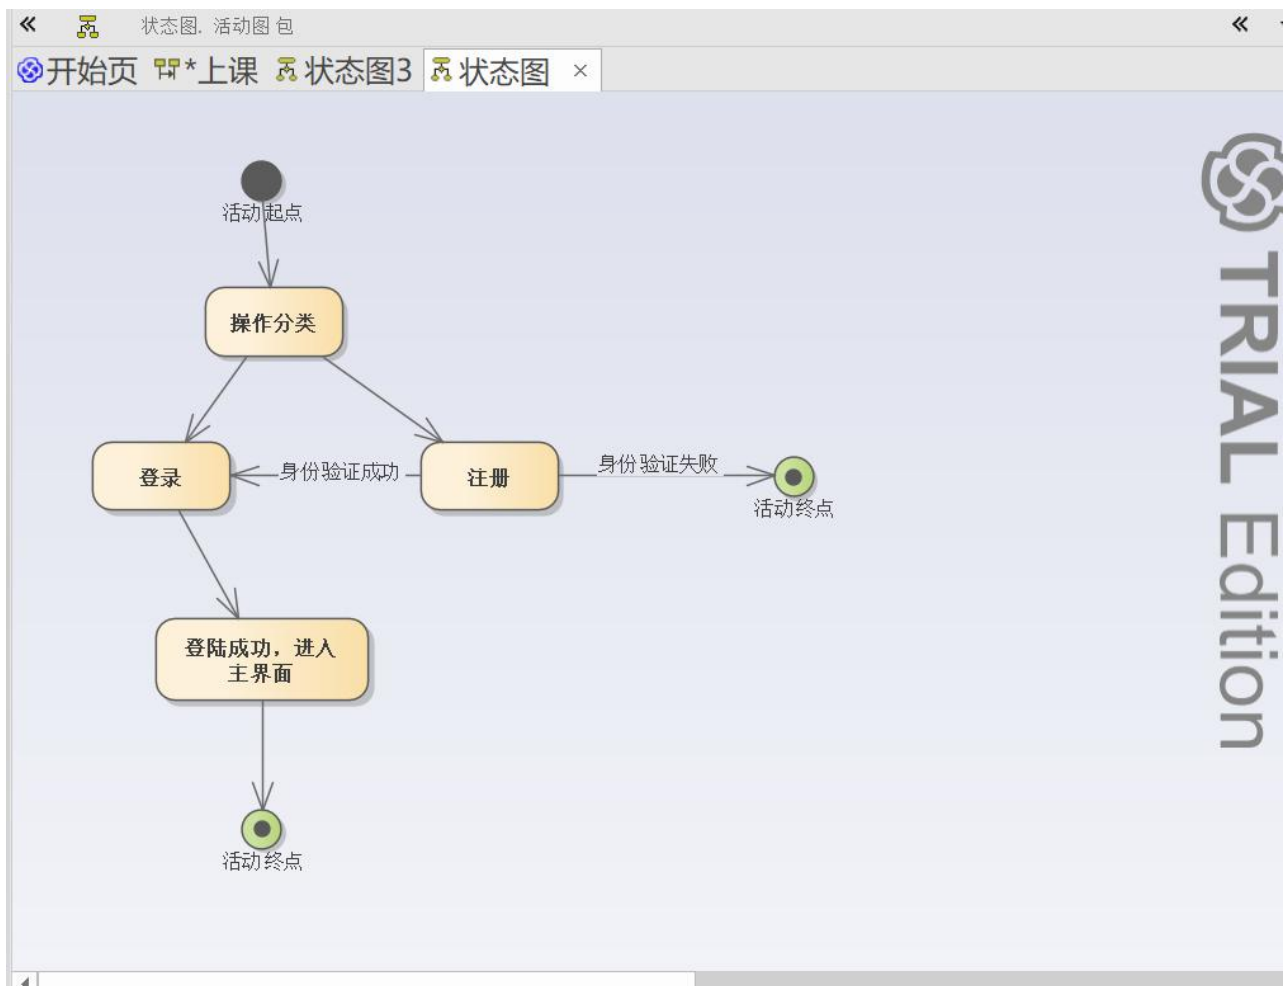 状态图. 活动图 包
开始页 *上课 状态图3 状态图 ×
活动起点
操作分类
登录
身份验证成功
注册
身份验证失败
活动终点
登陆成功，进入
主界面
活动终点
TRIAL Edition